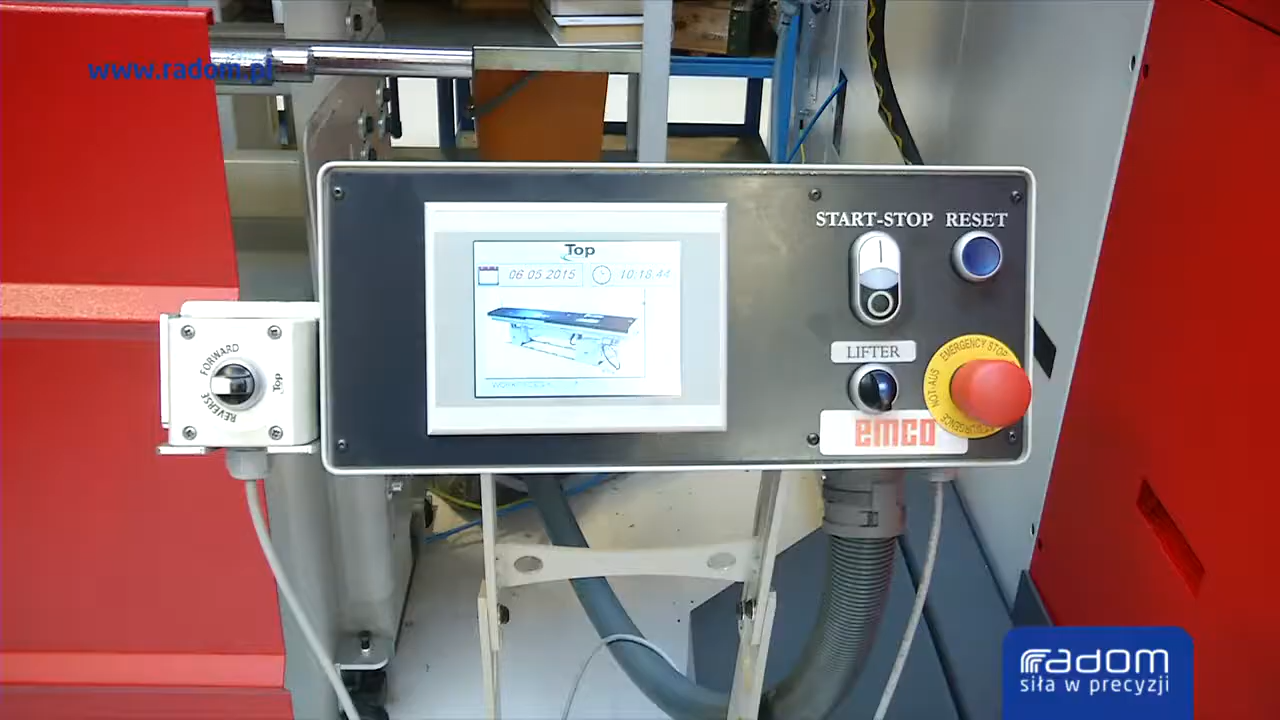 www.radom.pl
START-STOP
RESET
Top
06.05.2015
10:18.44
LIFTER
EMERGENCY STOP
NOT-AUS
FORWARD
REVERSE
Top
emco
RADOM
siła w precyzji